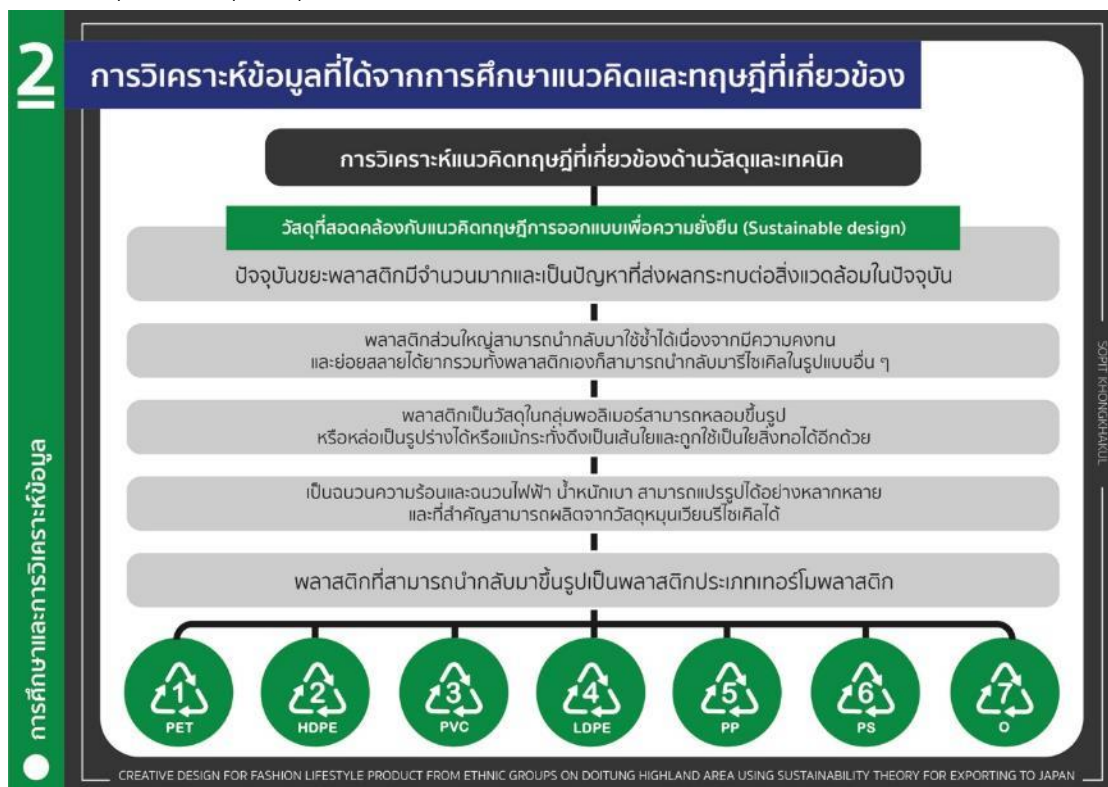 2
การวิเคราะห์ข้อมูลที่ได้จากการศึกษาแนวคิดและทฤษฎีที่เกี่ยวข้อง
การวิเคราะห์แนวคิดทฤษฎีที่เกี่ยวข้องด้านวัสดุและเทคนิค
วัสดุที่สอดคล้องกับแนวคิดทฤษฎีการออกแบบเพื่อความยั่งยืน (Sustainable design)
ปัจจุบันขยะพลาสติกมีจำนวนมากและเป็นปัญหาที่ส่งผลกระทบต่อสิ่งแวดล้อมในปัจจุบัน
พลาสติกส่วนใหญ่สามารถนำกลับมาใช้ซ้ำได้เนื่องจากมีความคงทน
และย่อยสลายได้ยากรวมทั้งพลาสติกเองก็สามารถนำกลับมารีไซเคิลในรูปแบบอื่น ๆ
พลาสติกเป็นวัสดุในกลุ่มพอลิเมอร์สามารถหลอมขึ้นรูป
หรือหล่อเป็นรูปร่างได้หรือแม้กระทั่งดึงเป็นเส้นใยและถูกใช้เป็นใยสิ่งทอได้อีกด้วย
เป็นฉนวนความร้อนและฉนวนไฟฟ้า น้ำหนักเบา สามารถแปรรูปได้อย่างหลากหลาย
และที่สำคัญสามารถผลิตจากวัสดุหมุนเวียนรีไซเคิลได้
พลาสติกที่สามารถนำกลับมาขึ้นรูปเป็นพลาสติกประเภทเทอร์โมพลาสติก
1 PET
2 HDPE
3 PVC
4 LDPE
5 PP
6 PS
7 O
การศึกษาและการวิเคราะห์ข้อมูล
SOPIT KHONGKHAKUL
CREATIVE DESIGN FOR FASHION LIFESTYLE PRODUCT FROM ETHNIC GROUPS ON DOITUNG HIGHLAND AREA USING SUSTAINABILITY THEORY FOR EXPORTING TO JAPAN